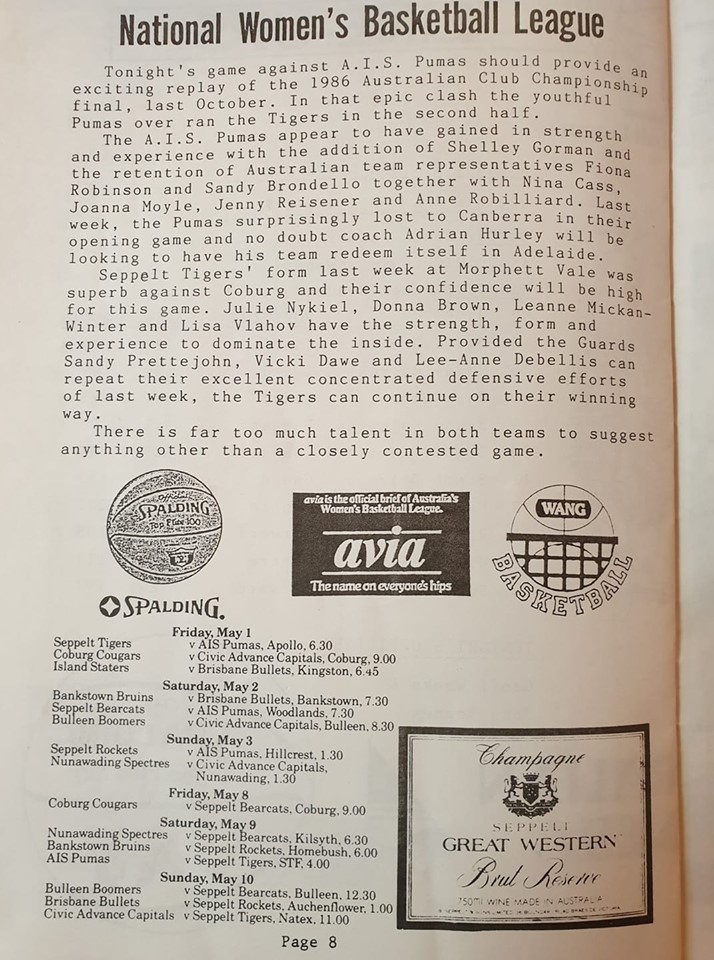 National Women's Basketball League
Tonight's game against A.I.S. Pumas should provide an
exciting replay of the 1986 Australian Club Championship
final, last October. In that epic clash the youthful
Pumas over ran the Tigers in the second half.
The A.I.S. Pumas appear to have gained in strength
and experience with the addition of Shelley Gorman and
the retention of Australian team representatives Fiona
Robinson and Sandy Brondello together with Nina Cass,
Joanna Moyle, Jenny Reisener and Anne Robilliard. Last
week, the Pumas surprisingly lost to Canberra in their
opening game and no doubt coach Adrian Hurley will be
looking to have his team redeem itself in Adelaide.
Seppelt Tigers' form last week at Morphett Vale was
superb against Coburg and their confidence will be high
for this game. Julie Nykiel, Donna Brown, Leanne Mickan-
Winter and Lisa Vlahov have the strength, form and
experience to dominate the inside. Provided the Guards
Sandy Prettejohn, Vicki Dawe and Lee-Anne Debellis can
repeat their excellent concentrated defensive efforts
of last week, the Tigers can continue on their winning
way.
There is far too much talent in both teams to suggest
anything other than a closely contested game.
Official
SPALDING
Top Flite 100
SPALDING.
avia is the official brief of Australia's
Women's Basketball League.
avia
The name on everyone's hips
WANG
BASKETBALL
Friday, May 1
Seppelt Tigers v AIS Pumas, Apollo, 6.30
Coburg Cougars v Civic Advance Capitals, Coburg, 9.00
Island Staters v Brisbane Bullets, Kingston, 6.45
Saturday, May 2
Bankstown Bruins v Brisbane Bullets, Bankstown, 7.30
Seppelt Bearcats v AIS Pumas, Woodlands, 7.30
Bulleen Boomers v Civic Advance Capitals, Bulleen, 8.30
Sunday, May 3
Seppelt Rockets v AIS Pumas, Hillcrest, 1.30
Nunawading Spectres v Civic Advance Capitals,
Nunawading, 1.30
Friday, May 8
Coburg Cougars v Seppelt Bearcats, Coburg, 9.00
Saturday, May 9
Nunawading Spectres v Seppelt Bearcats, Kilsyth, 6.30
Bankstown Bruins v Seppelt Rockets, Homebush, 6.00
AIS Pumas v Seppelt Tigers, STF, 4.00
Sunday, May 10
Bulleen Boomers v Seppelt Bearcats, Bulleen, 12.30
Brisbane Bullets v Seppelt Rockets, Auchenflower, 1.00
Civic Advance Capitals v Seppelt Tigers, Natex, 11.00
Champagne
SEPPELT
GREAT WESTERN
Brut Reserve
750ml WINE MADE IN AUSTRALIA
Page 8